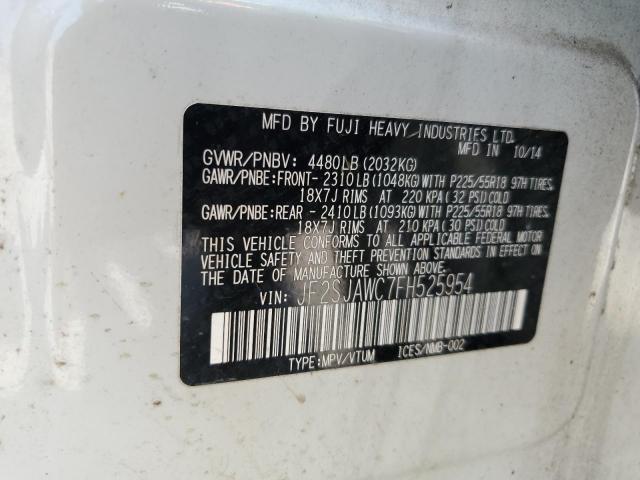 MFD BY FUJI HEAVY INDUSTRIES LTD.
MFD IN 10/14
GVWR/PNBV: 4480LB (2032KG)
GAWR/PNBE:FRONT- 2310LB (1048KG) WITH P225/55R18 97H TIRES,
18X7J RIMS AT 220 KPA (32 PSI) COLD
GAWR/PNBE:REAR - 2410LB (1093KG) WITH P225/55R18 97H TIRES,
18X7J RIMS AT 210 KPA (30 PSI) COLD
THIS VEHICLE CONFORMS TO ALL APPLICABLE FEDERAL MOTOR
VEHICLE SAFETY AND THEFT PREVENTION STANDARDS IN EFFECT ON
THE DATE OF MANUFACTURE SHOWN ABOVE.
VIN: JF2SJAWC7FH525954
TYPE:MPV/VTUM ICES/NMB-002